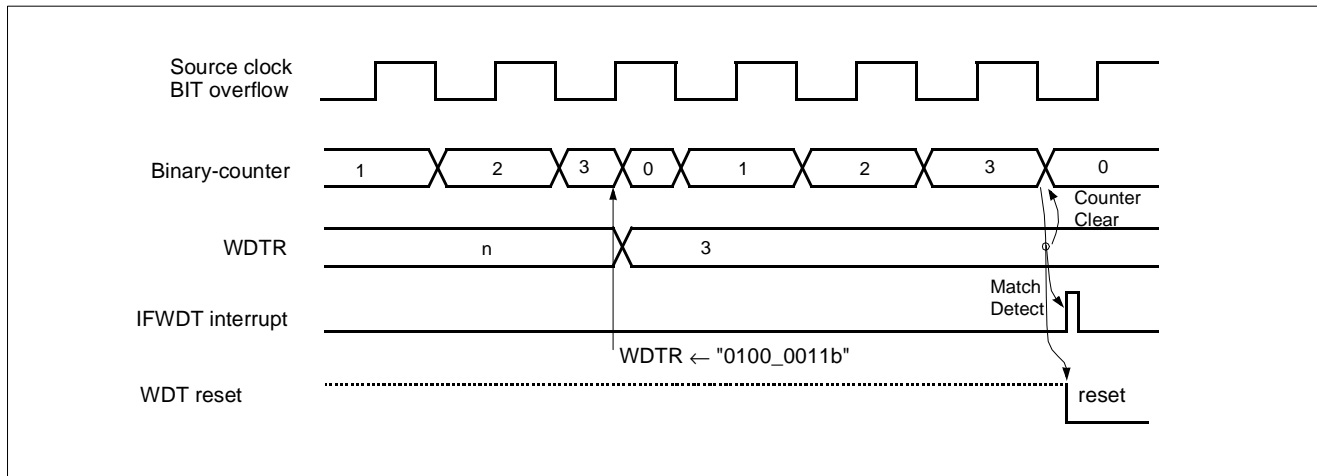 Source clock
BIT overflow
Binary-counter
1 2 3 0 1 2 3 0
Counter
Clear
WDTR
n 3
Match
Detect
IFWDT interrupt
WDTR ← "0100_0011b"
WDT reset
reset